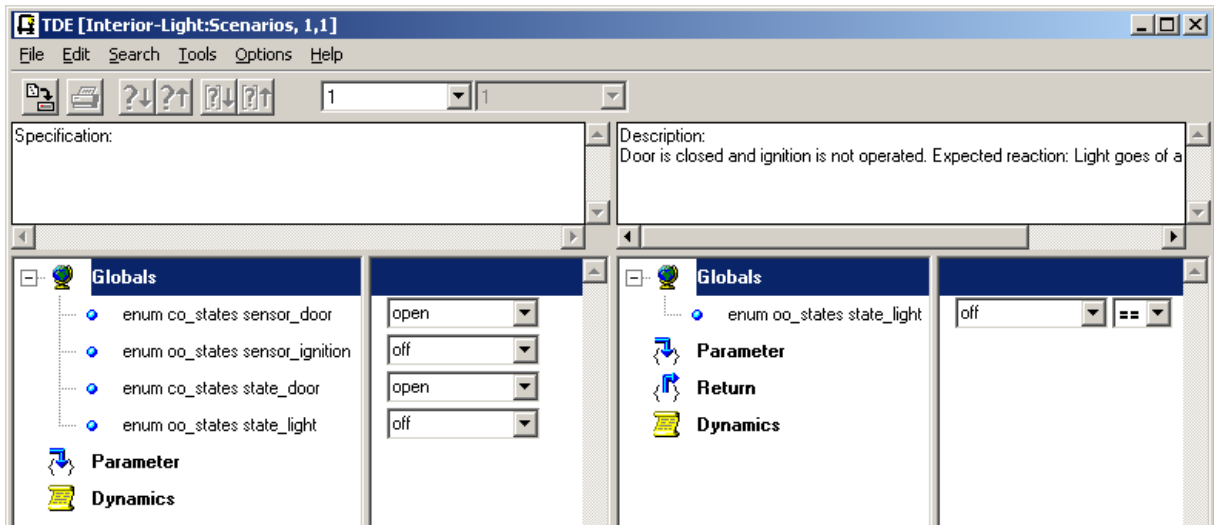 TDE [Interior-Light:Scenarios, 1,1]
File Edit Search Tools Options Help
1 1
Specification:
Description:
Door is closed and ignition is not operated. Expected reaction: Light goes of a
Globals
enum co_states sensor_door open
enum oo_states sensor_ignition off
enum co_states state_door open
enum oo_states state_light off
Parameter
Dynamics
Globals
enum oo_states state_light off ==
Parameter
Return
Dynamics